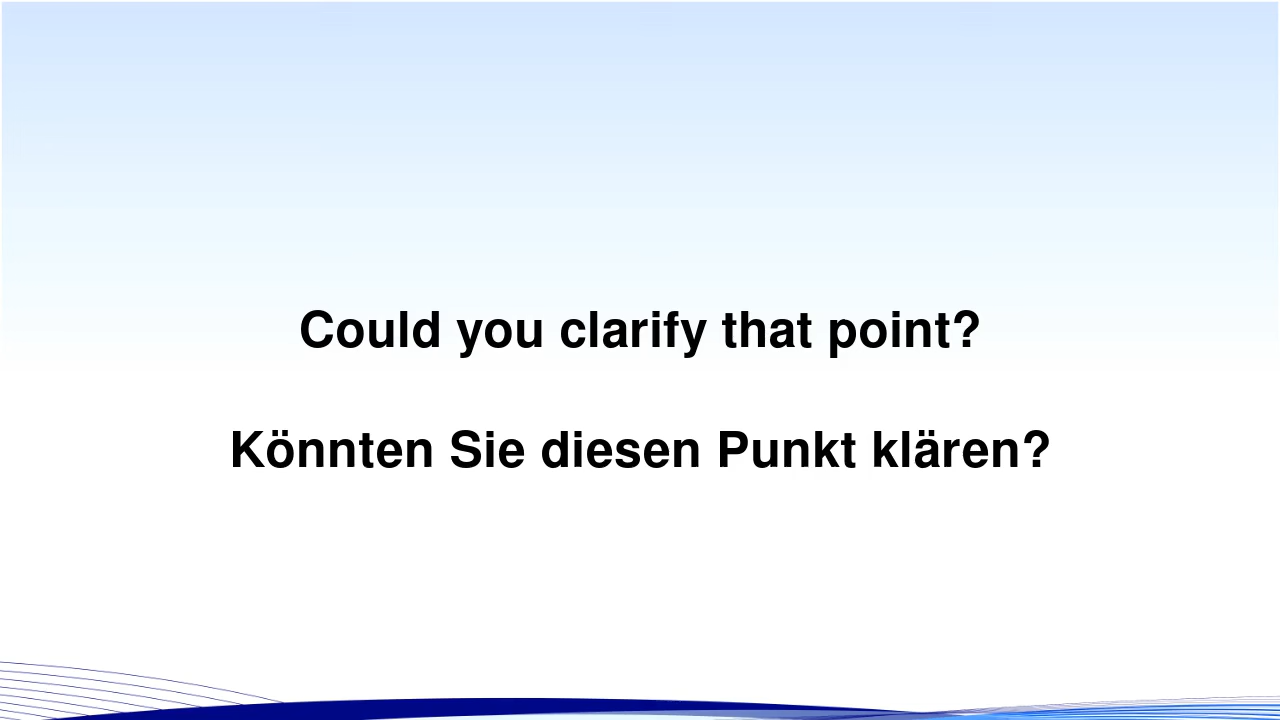 Could you clarify that point?
Könnten Sie diesen Punkt klären?